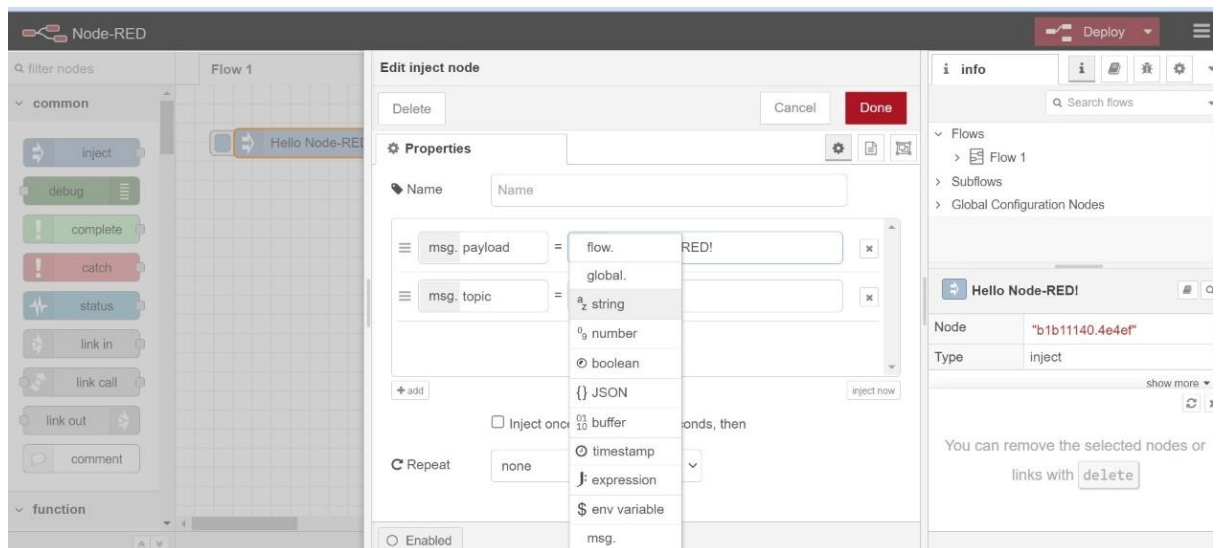 Node-RED
Deploy
filter nodes
common
inject
debug
complete
catch
status
link in
link call
link out
comment
function
Flow 1
Hello Node-RE
Edit inject node
Delete
Cancel
Done
Properties
Name
Name
msg. payload
=
RED!
msg. topic
=
flow.
global.
string
number
boolean
{} JSON
buffer
timestamp
expression
$ env variable
msg.
+ add
inject now
Inject once
onds, then
Repeat
none
Enabled
i info
i
Search flows
Flows
Flow 1
Subflows
Global Configuration Nodes
Hello Node-RED!
Node
"b1b11140.4e4ef"
Type
inject
show more
You can remove the selected nodes or
links with delete